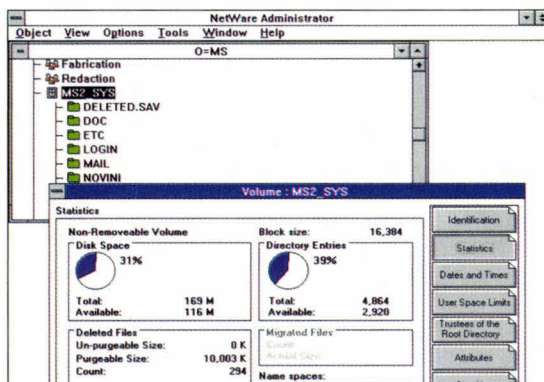 NetWare Administrator
Object View Options Tools Window Help
O=MS
Fabrication
Redaction
MS2_SYS
DELETED.SAV
DOC
ETC
LOGIN
MAIL
NOVINI
Volume : MS2_SYS
Statistics
Non-Removeable Volume
Block size: 16,384
Disk Space
31%
Total: 169 M
Available: 116 M
Directory Entries
39%
Total: 4,864
Available: 2,920
Deleted Files
Un-purgeable Size: 0 K
Purgeable Size: 10,003 K
Count: 294
Migrated Files
Count:
Actual Size:
Name spaces:
Identification
Statistics
Dates and Times
User Space Limits
Trustees of the
Root Directory
Attributes